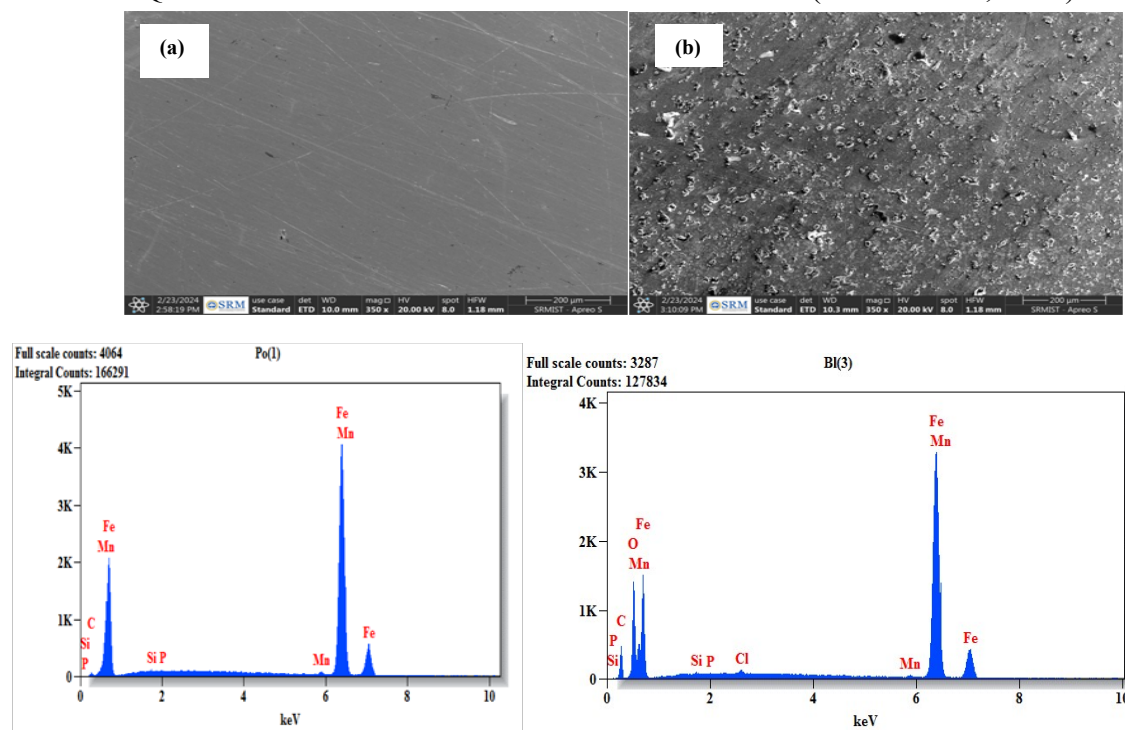 (a)
(b)
2/23/2024
2:58:19 PM
SRM
use case
Standard
det
ETD
WD
10.0 mm
mag
350 x
HV
20.00 kV
spot
8.0
HFW
1.18 mm
200 µm
SRMIST - Apreo S
2/23/2024
3:10:09 PM
SRM
use case
Standard
det
ETD
WD
10.3 mm
mag
350 x
HV
20.00 kV
spot
8.0
HFW
1.18 mm
200 µm
SRMIST - Apreo S
Full scale counts: 4064
Po(1)
Integral Counts: 166291
5K
4K
3K
2K
1K
0
Fe
Mn
Fe
Mn
C
Si
P
Si P
Mn
Fe
0
2
4
6
8
10
keV
Full scale counts: 3287
Bl(3)
Integral Counts: 127834
4K
3K
2K
1K
0
Fe
Mn
Fe
O
Mn
C
P
Si
Si P
Cl
Mn
Fe
0
2
4
6
8
10
keV